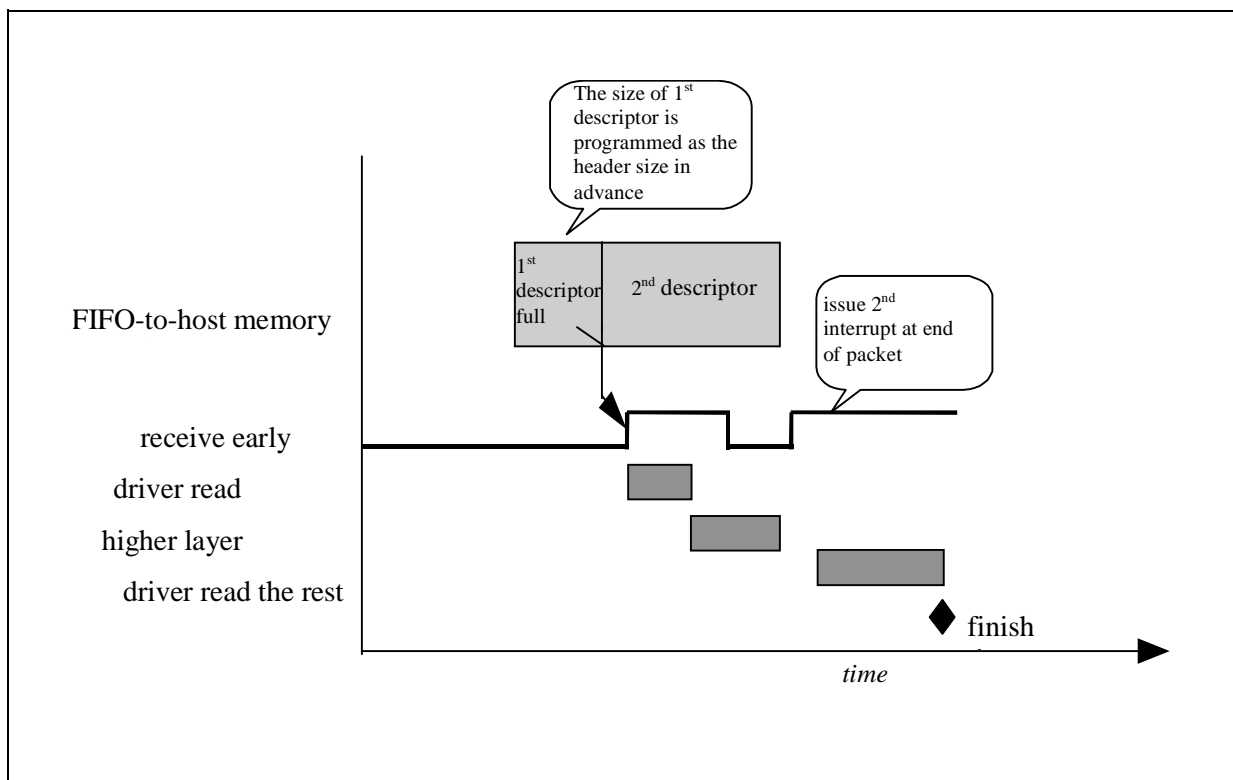 The size of 1st
descriptor is
programmed as the
header size in
advance
1st
descriptor
full
2nd descriptor
issue 2nd
interrupt at end
of packet
FIFO-to-host memory
receive early
driver read
higher layer
driver read the rest
finish
time